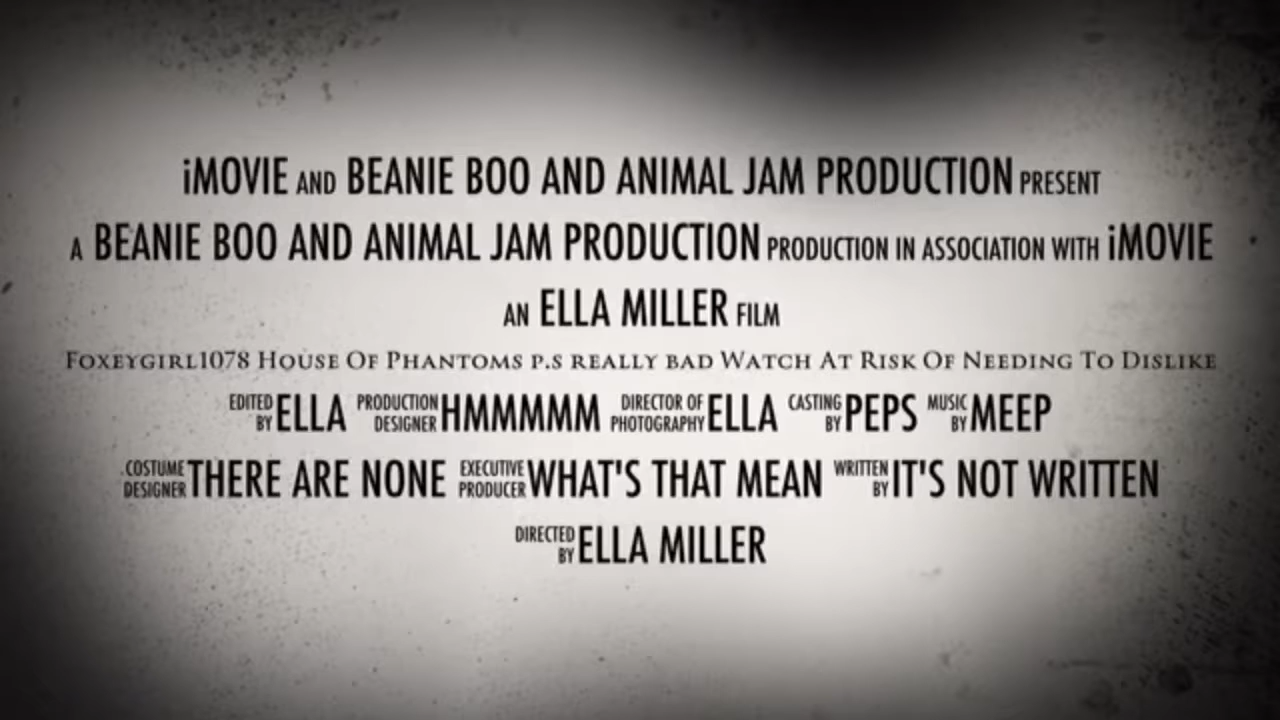 iMOVIE AND BEANIE BOO AND ANIMAL JAM PRODUCTION PRESENT
A BEANIE BOO AND ANIMAL JAM PRODUCTION PRODUCTION IN ASSOCIATION WITH iMOVIE
AN ELLA MILLER FILM
FOXEYGIRL1078 HOUSE OF PHANTOMS P.S REALLY BAD WATCH AT RISK OF NEEDING TO DISLIKE
EDITED BY ELLA PRODUCTION DESIGNER HMMMMM DIRECTOR OF PHOTOGRAPHY ELLA CASTING BY PEPS MUSIC BY MEEP
COSTUME DESIGNER THERE ARE NONE EXECUTIVE PRODUCER WHAT'S THAT MEAN WRITTEN BY IT'S NOT WRITTEN
DIRECTED BY ELLA MILLER